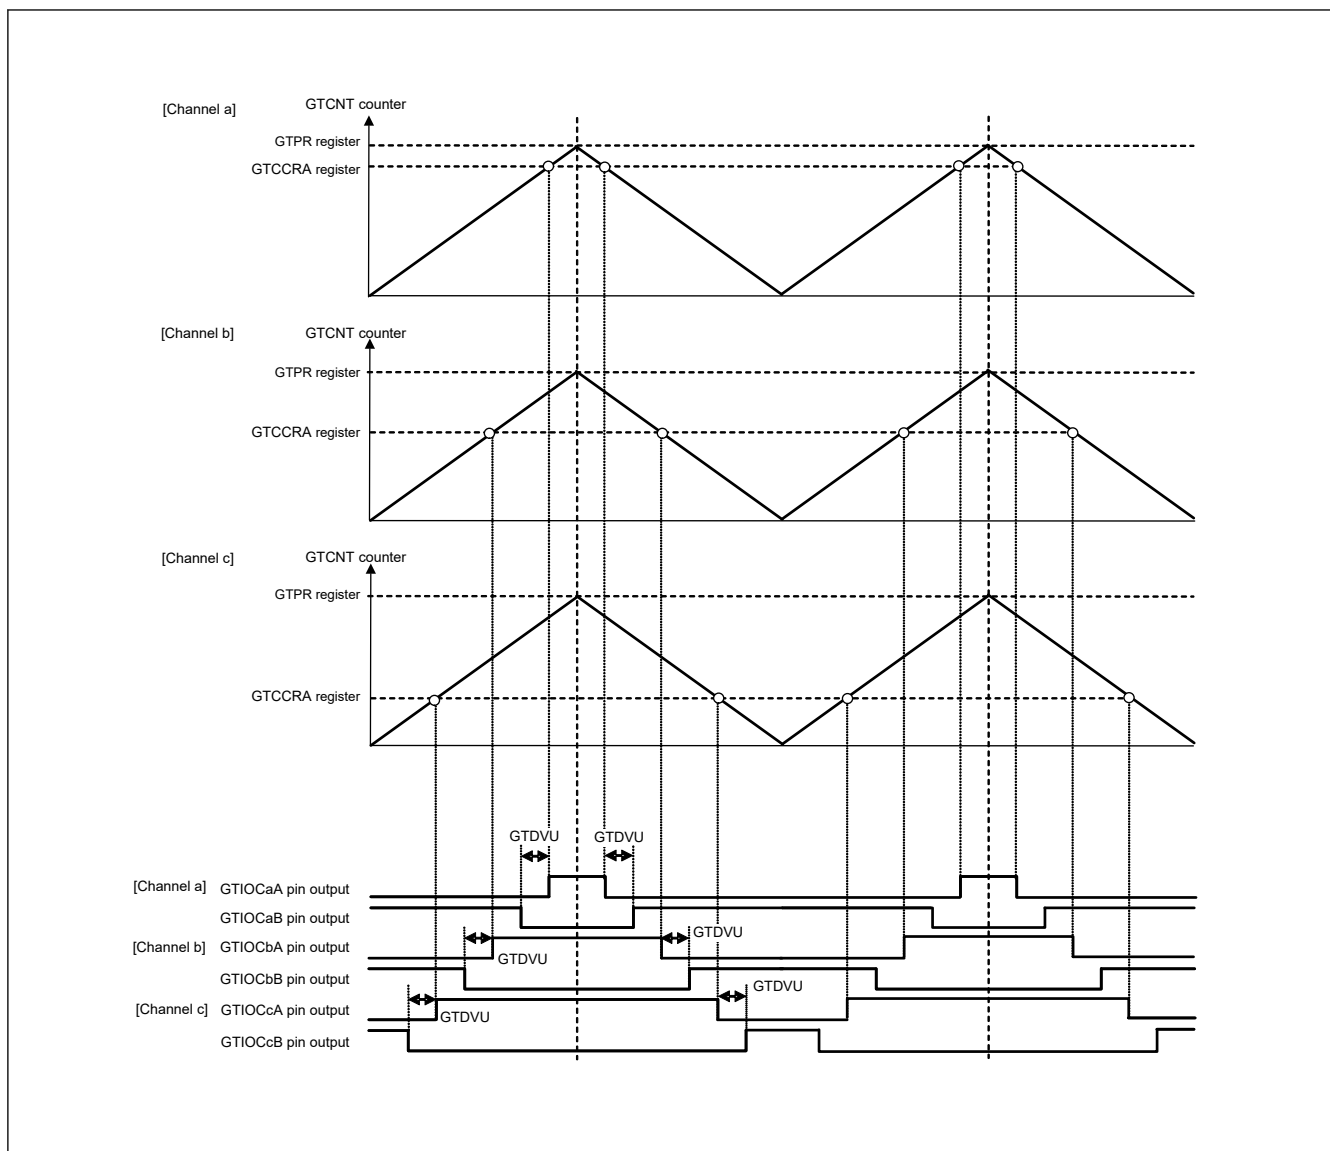 [Channel a]
GTCNT counter
GTPR register
GTCCRA register
[Channel b]
GTCNT counter
GTPR register
GTCCRA register
[Channel c]
GTCNT counter
GTPR register
GTCCRA register
GTDVU
GTDVU
[Channel a]
GTIOCaA pin output
GTIOCaB pin output
GTDVU
[Channel b]
GTIOCbA pin output
GTDVU
GTIOCbB pin output
GTDVU
[Channel c]
GTIOCcA pin output
GTDVU
GTIOCcB pin output